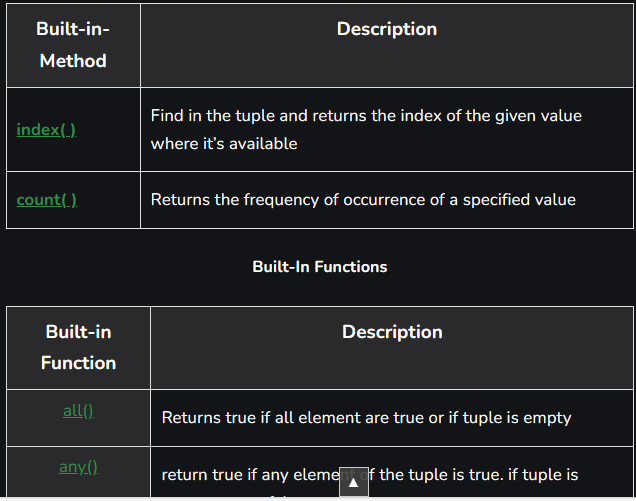 Built-in-
Method
Description
index( )
Find in the tuple and returns the index of the given value
where it’s available
count( )
Returns the frequency of occurrence of a specified value
Built-In Functions
Built-in
Function
Description
all()
Returns true if all element are true or if tuple is empty
any()
return true if any element of the tuple is true. if tuple is